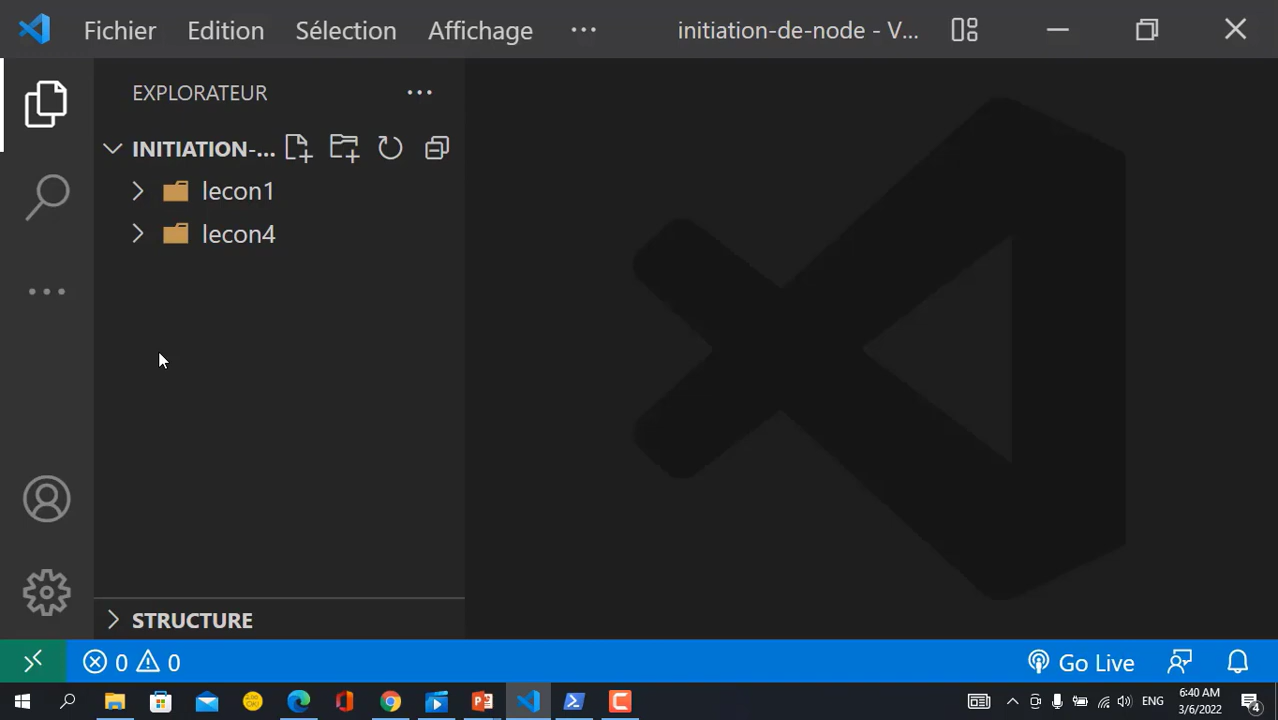 Fichier Edition Sélection Affichage ··· initiation-de-node - V...
EXPLORATEUR ···
INITIATION-...
lecon1
lecon4
STRUCTURE
0 0 Go Live
ENG 6:40 AM
3/6/2022 4